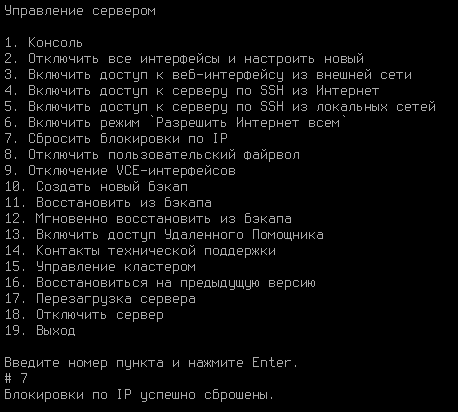 Управление сервером
1. Консоль
2. Отключить все интерфейсы и настроить новый
3. Включить доступ к веб-интерфейсу из внешней сети
4. Включить доступ к серверу по SSH из Интернет
5. Включить доступ к серверу по SSH из локальных сетей
6. Включить режим `Разрешить Интернет всем`
7. Сбросить блокировки по IP
8. Отключить пользовательский файрвол
9. Отключение VCE-интерфейсов
10. Создать новый бэкап
11. Восстановить из бэкапа
12. Мгновенно восстановить из бэкапа
13. Включить доступ Удаленного Помощника
14. Контакты технической поддержки
15. Управление кластером
16. Восстановиться на предыдущую версию
17. Перезагрузка сервера
18. Отключить сервер
19. Выход
Введите номер пункта и нажмите Enter.
# 7
Блокировки по IP успешно сброшены.